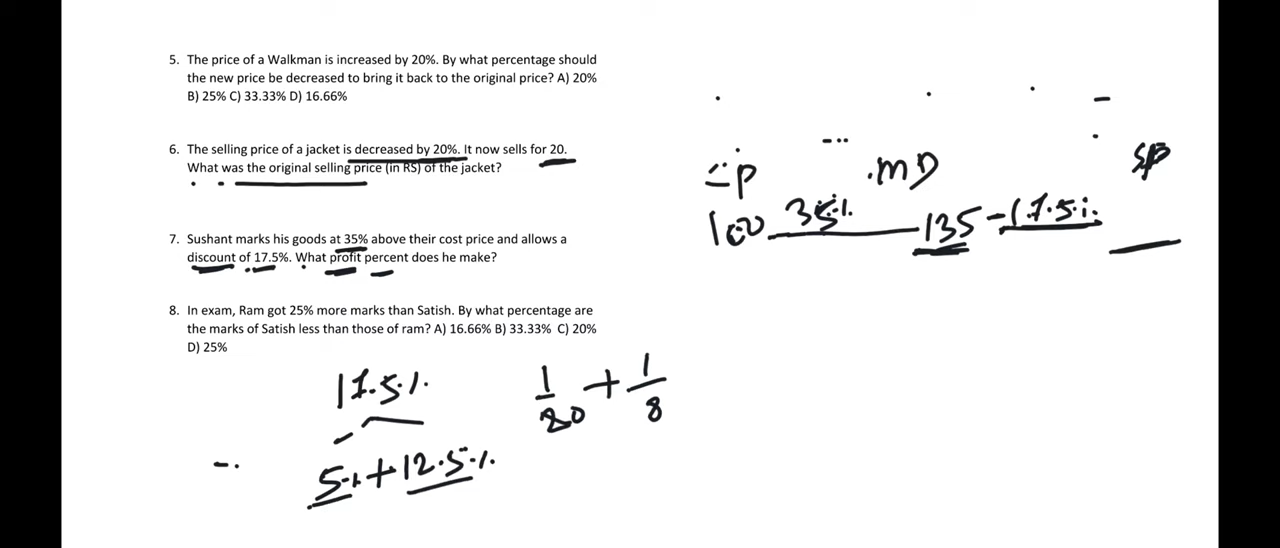 5. The price of a Walkman is increased by 20%. By what percentage should
the new price be decreased to bring it back to the original price? A) 20%
B) 25% C) 33.33% D) 16.66%
6. The selling price of a jacket is decreased by 20%. It now sells for 20.
What was the original selling price (in RS) of the jacket?
7. Sushant marks his goods at 35% above their cost price and allows a
discount of 17.5%. What profit percent does he make?
8. In exam, Ram got 25% more marks than Satish. By what percentage are
the marks of Satish less than those of ram? A) 16.66% B) 33.33% C) 20%
D) 25%
17.5%
5% + 12.5%
1/20 + 1/8
CP MP SP
100 35% 135 - 17.5%